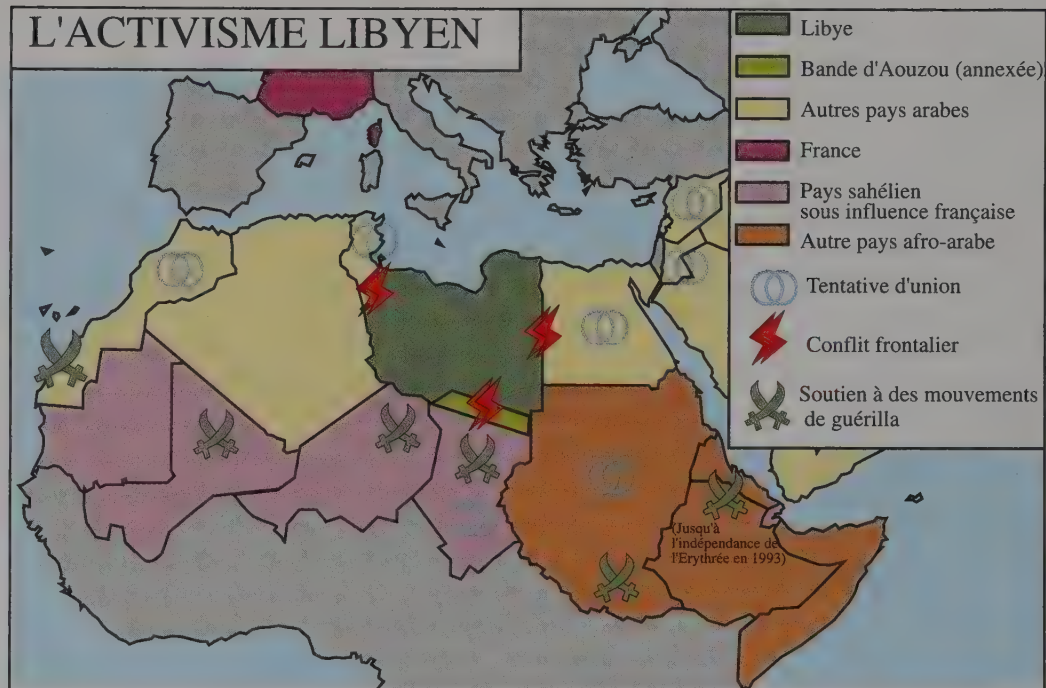 L'ACTIVISME LIBYEN
Libye
Bande d'Aouzou (annexée)
Autres pays arabes
France
Pays sahélien
sous influence française
Autre pays afro-arabe
Tentative d'union
Conflit frontalier
Soutien à des mouvements
de guérilla
(Jusqu'à
l'indépendance de
l'Erythrée en 1993)